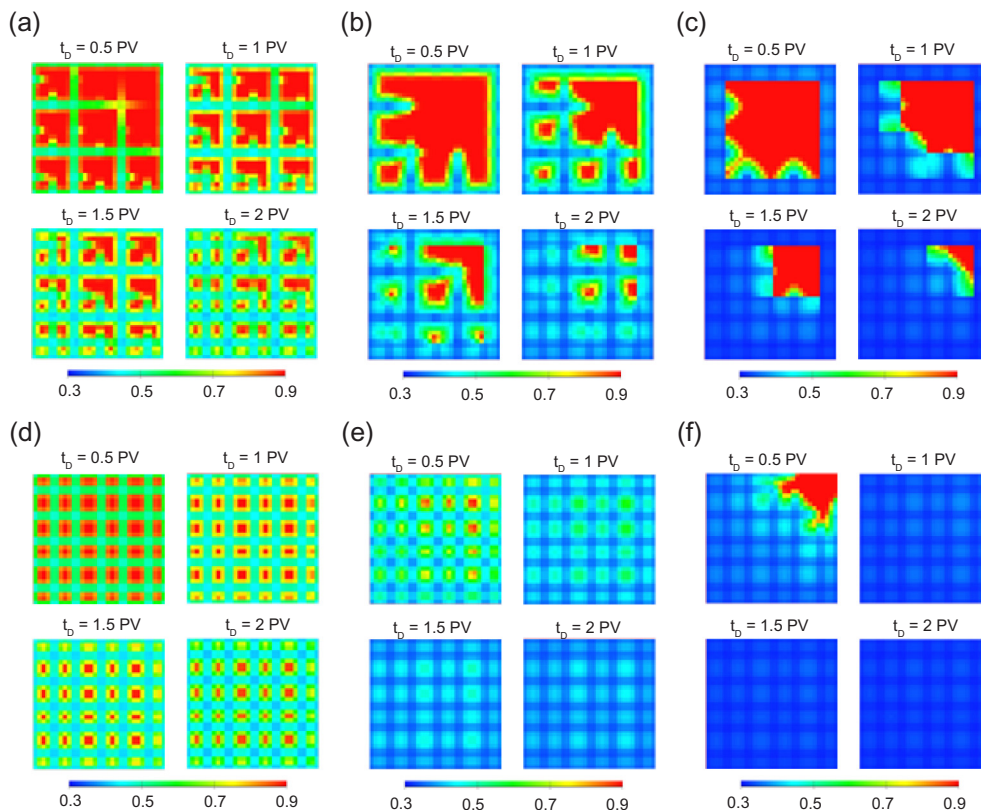 (a) (b) (c)
t_D = 0.5 PV t_D = 1 PV t_D = 0.5 PV t_D = 1 PV t_D = 0.5 PV t_D = 1 PV
t_D = 1.5 PV t_D = 2 PV t_D = 1.5 PV t_D = 2 PV t_D = 1.5 PV t_D = 2 PV
0.3 0.5 0.7 0.9 0.3 0.5 0.7 0.9 0.3 0.5 0.7 0.9
(d) (e) (f)
t_D = 0.5 PV t_D = 1 PV t_D = 0.5 PV t_D = 1 PV t_D = 0.5 PV t_D = 1 PV
t_D = 1.5 PV t_D = 2 PV t_D = 1.5 PV t_D = 2 PV t_D = 1.5 PV t_D = 2 PV
0.3 0.5 0.7 0.9 0.3 0.5 0.7 0.9 0.3 0.5 0.7 0.9